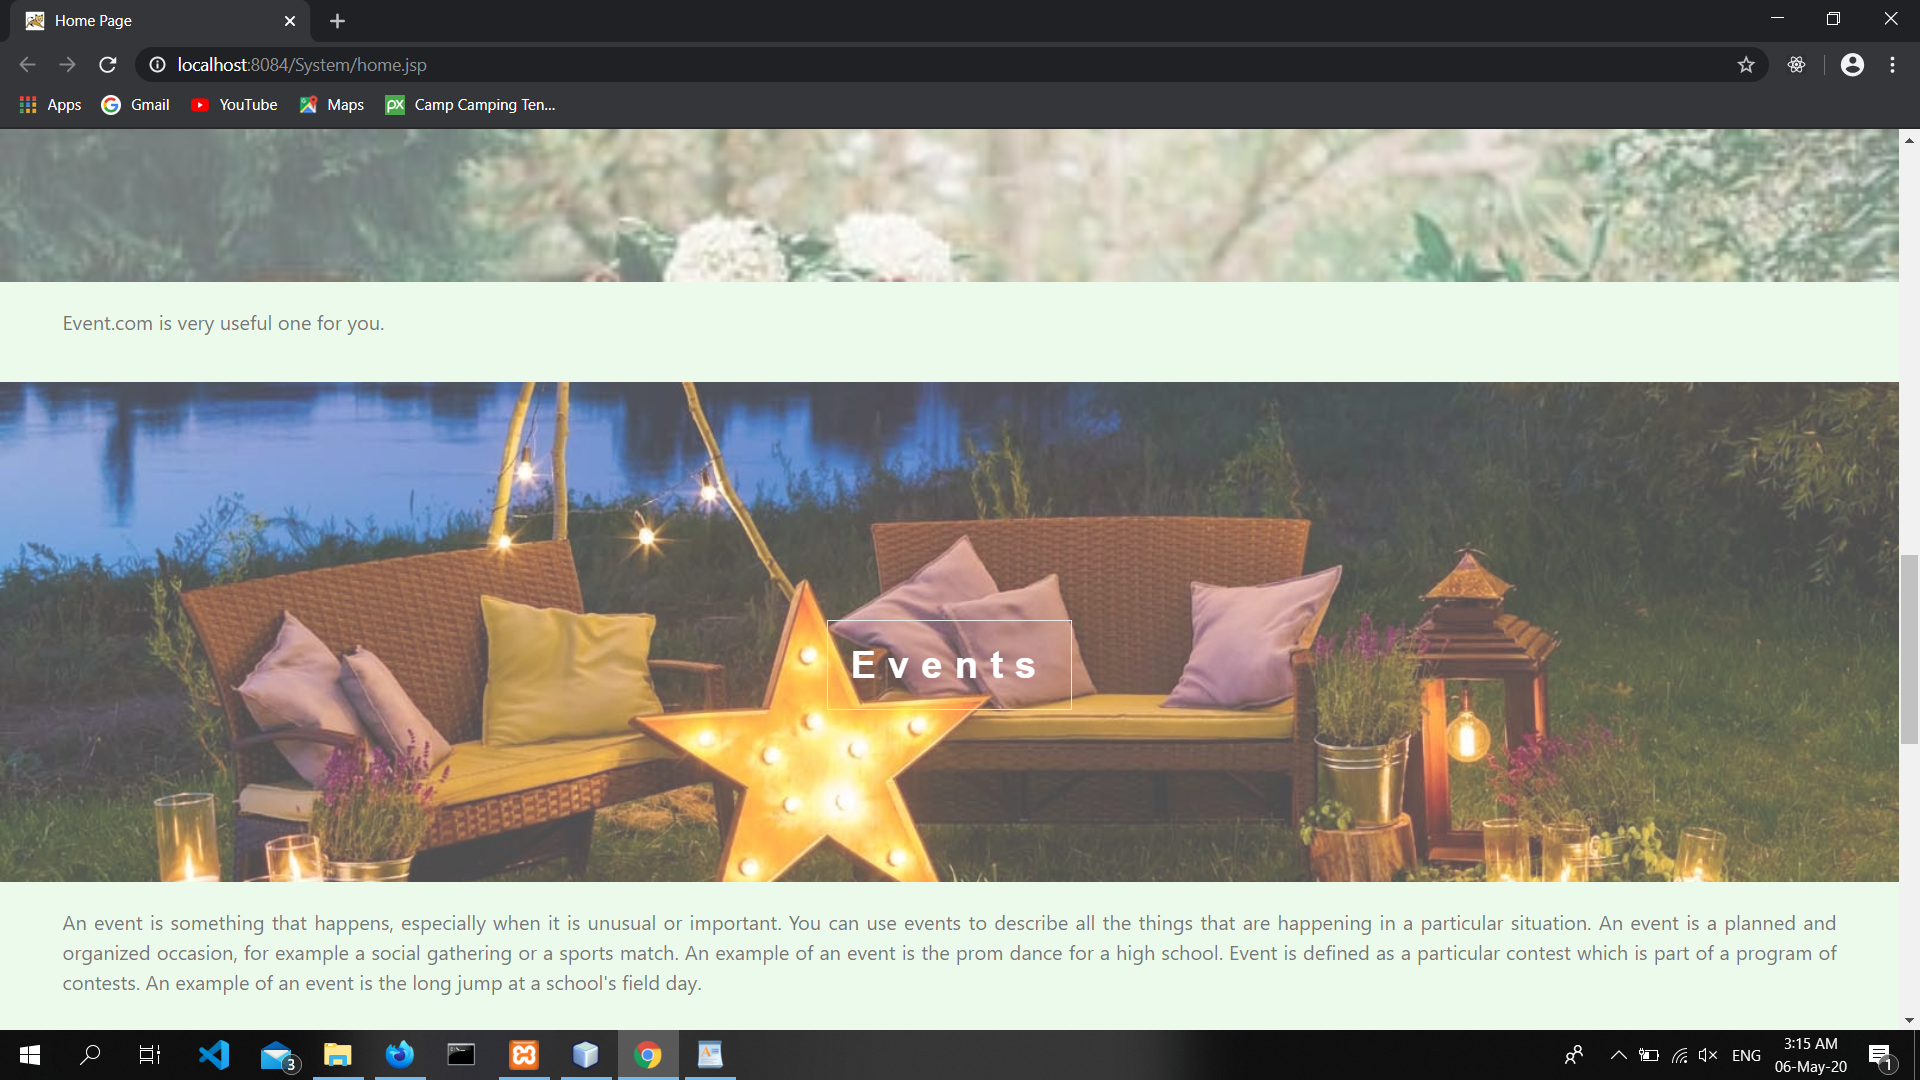 Home Page
localhost:8084/System/home.jsp
Apps Gmail YouTube Maps Camp Camping Ten...
Event.com is very useful one for you.
Events
An event is something that happens, especially when it is unusual or important. You can use events to describe all the things that are happening in a particular situation. An event is a planned and
organized occasion, for example a social gathering or a sports match. An example of an event is the prom dance for a high school. Event is defined as a particular contest which is part of a program of
contests. An example of an event is the long jump at a school's field day.
3
ENG
3:15 AM
06-May-20
1